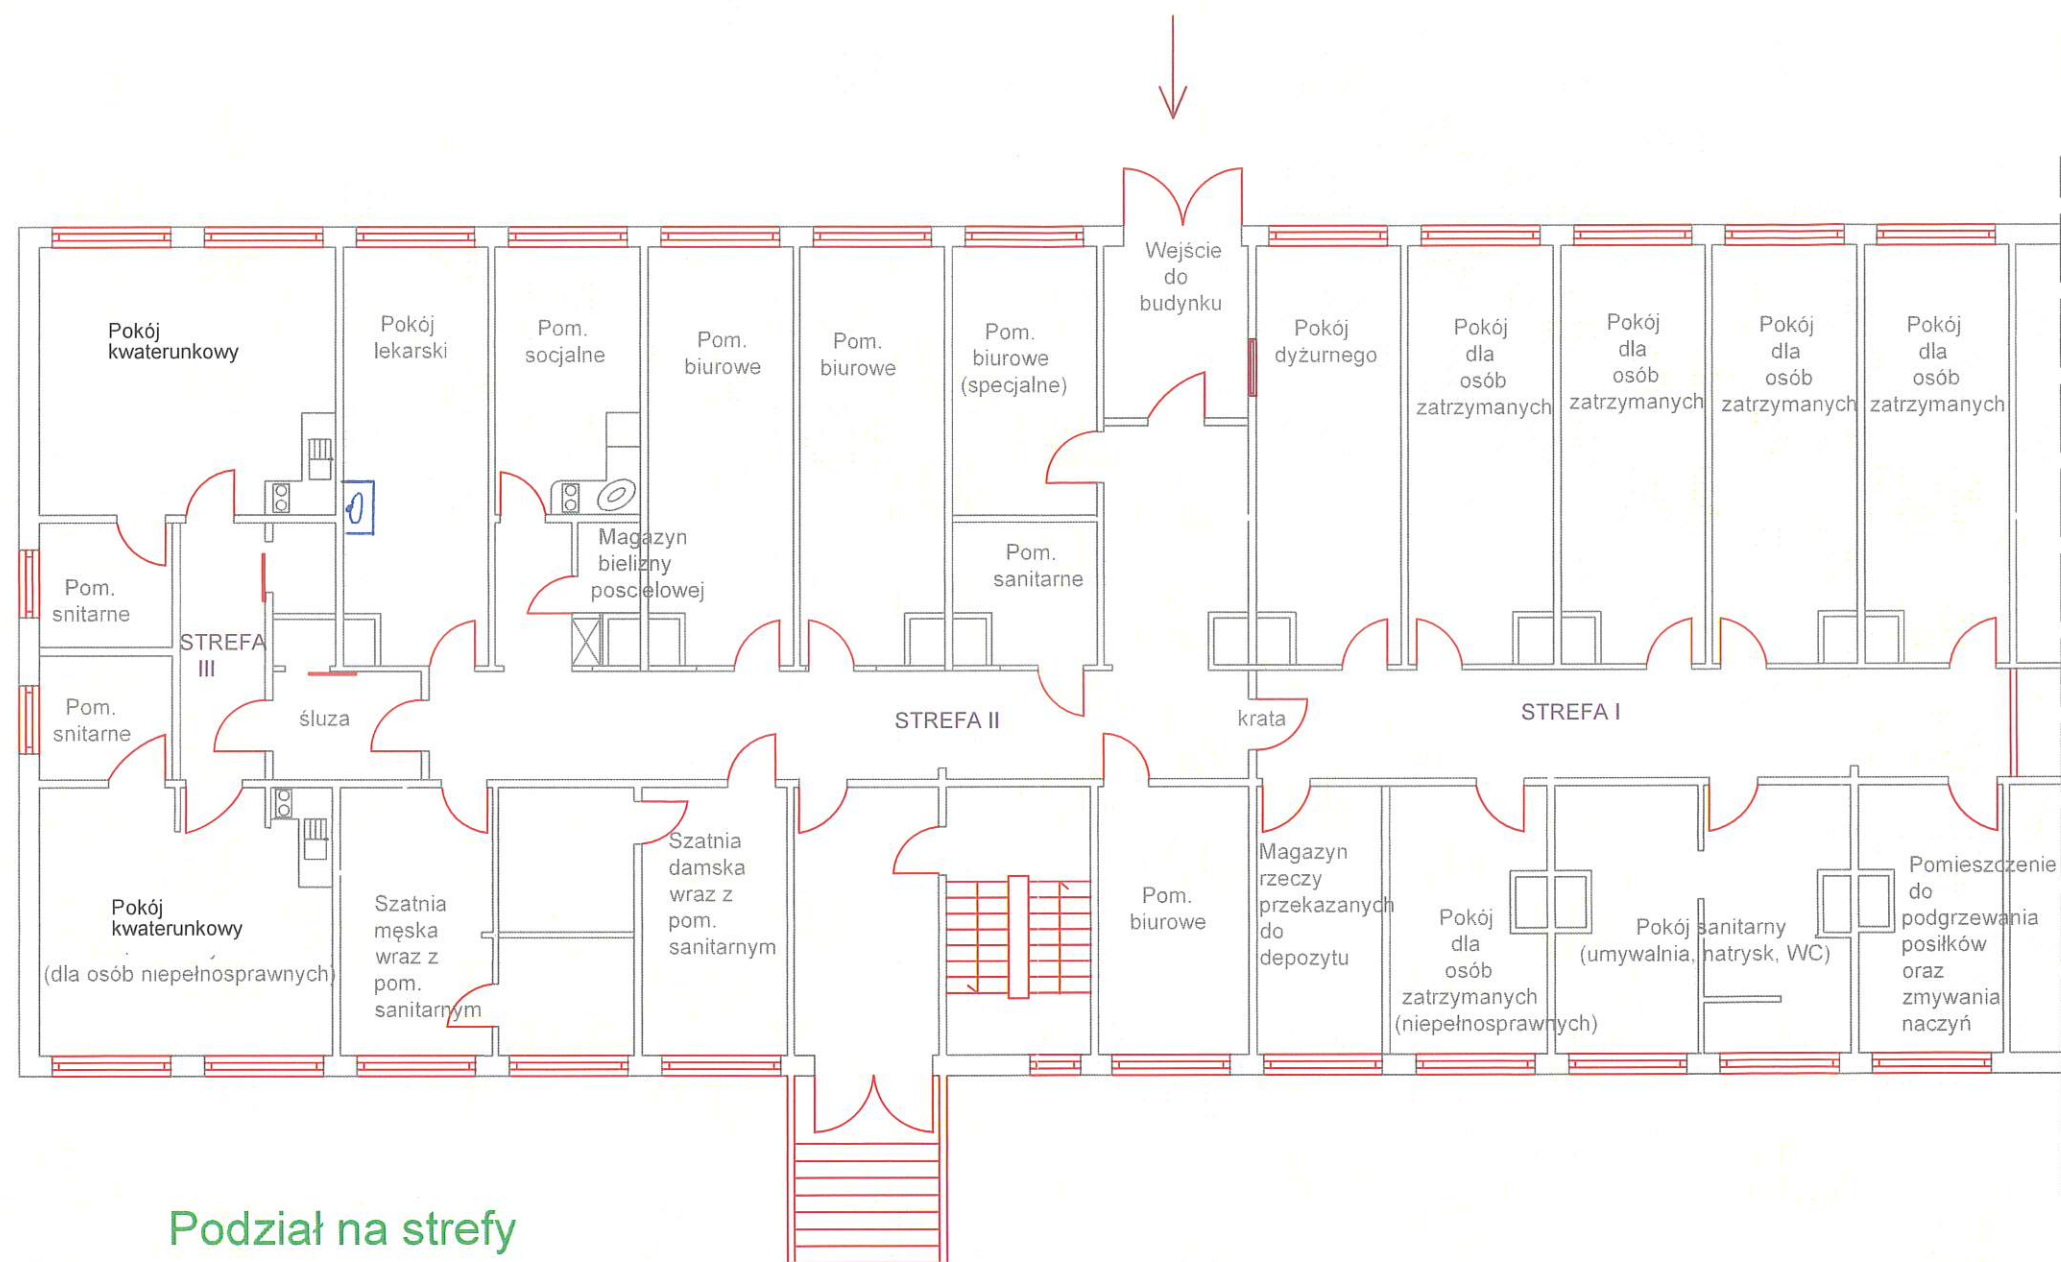 Wejście
do
budynku
Pokój
kwaterunkowy
Pokój
lekarski
Pom.
socjalne
Pom.
biurowe
Pom.
biurowe
Pom.
biurowe
(specjalne)
Pokój
dyżurnego
Pokój
dla
osób
zatrzymanych
Pokój
dla
osób
zatrzymanych
Pokój
dla
osób
zatrzymanych
Pokój
dla
osób
zatrzymanych
Magazyn
bielizny
poscielowej
Pom.
sanitarne
Pom.
snitarne
STREFA
III
Pom.
snitarne
śluza
STREFA II
krata
STREFA I
Pokój
kwaterunkowy
(dla osób niepełnosprawnych)
Szatnia
męska
wraz z
pom.
sanitarnym
Szatnia
damska
wraz z
pom.
sanitarnym
Pom.
biurowe
Magazyn
rzeczy
przekazanych
do
depozytu
Pokój
dla
osób
zatrzymanych
(niepełnosprawnych)
Pokój sanitarny
(umywalnia, natrysk, WC)
Pomieszczenie
do
podgrzewania
posiłków
oraz
zmywania
naczyń
Podział na strefy